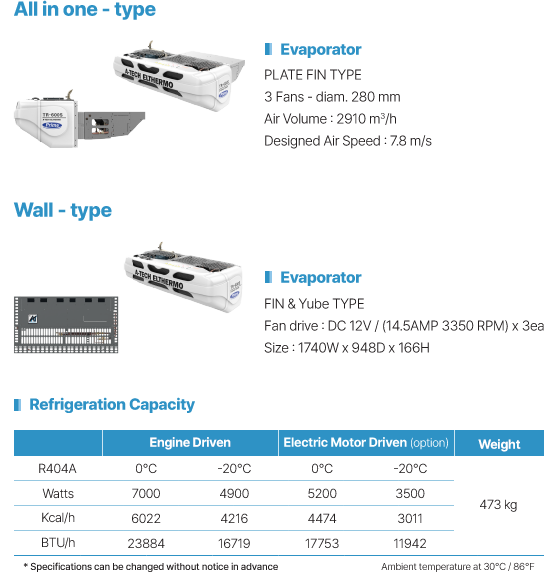 All in one - type
A-TECH ELTHERMO
TR-600S
Evaporator
PLATE FIN TYPE
3 Fans - diam. 280 mm
Air Volume : 2910 m³/h
Designed Air Speed : 7.8 m/s
Wall - type
A-TECH ELTHERMO
Evaporator
FIN & Yube TYPE
Fan drive : DC 12V / (14.5AMP 3350 RPM) x 3ea
Size : 1740W x 948D x 166H
Refrigeration Capacity
Engine Driven Electric Motor Driven (option) Weight
R404A 0°C -20°C 0°C -20°C
Watts 7000 4900 5200 3500
473 kg
Kcal/h 6022 4216 4474 3011
BTU/h 23884 16719 17753 11942
* Specifications can be changed without notice in advance Ambient temperature at 30°C / 86°F